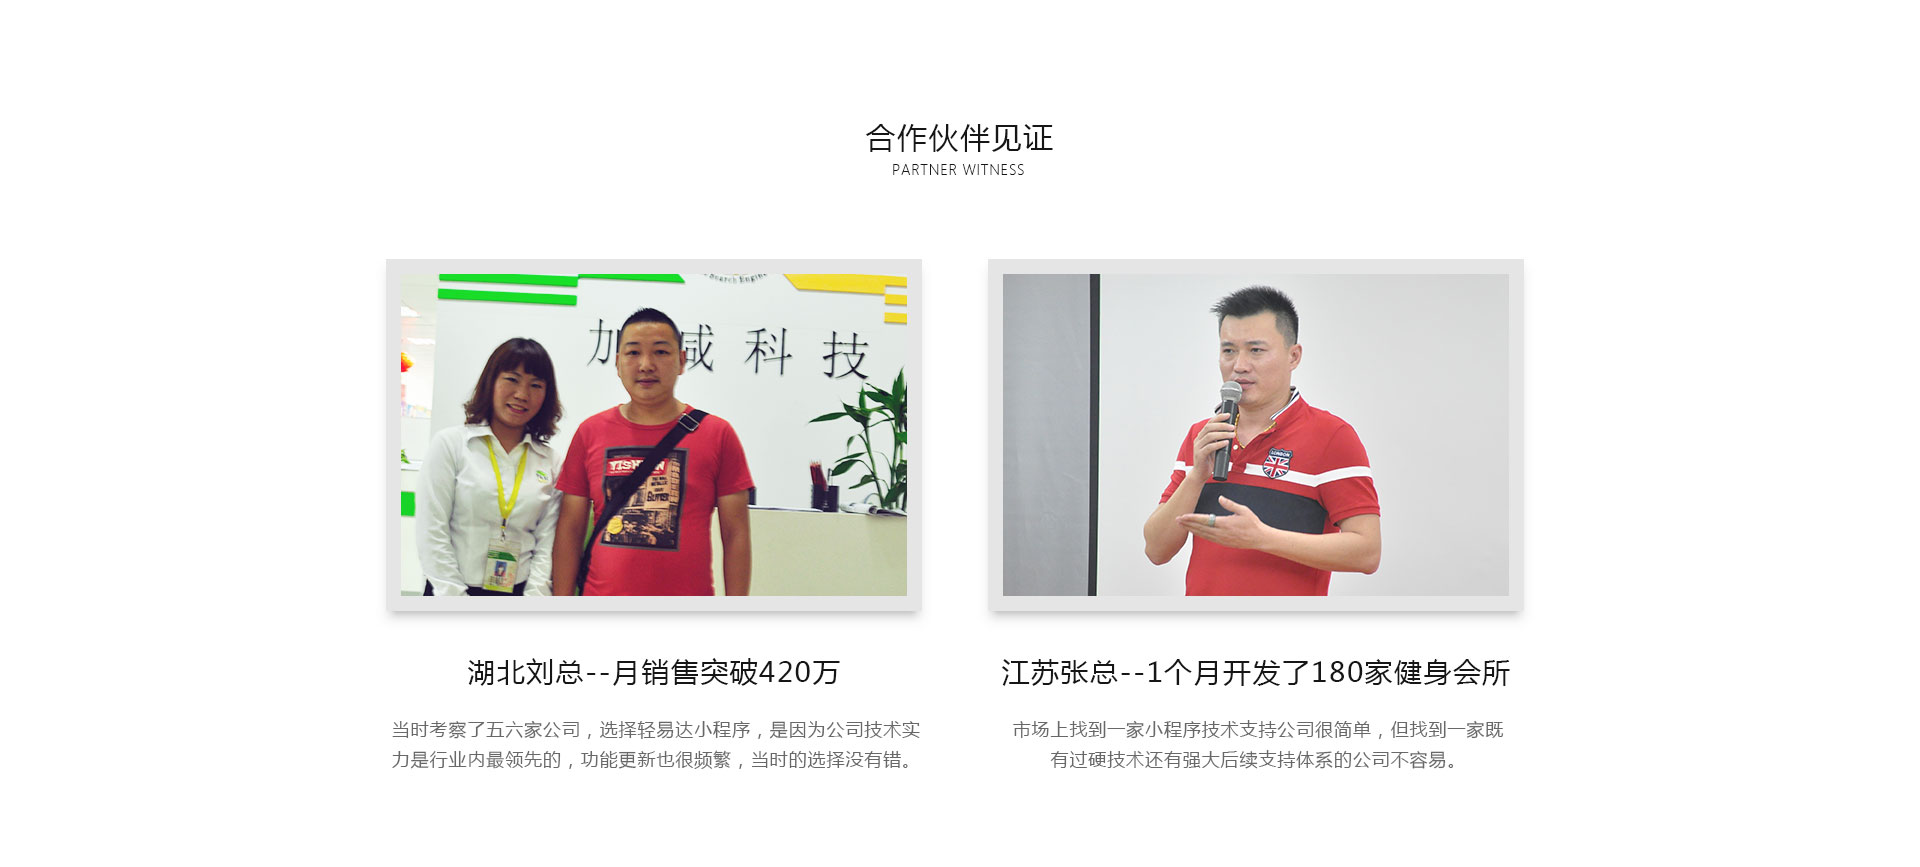 合作伙伴见证
PARTNER WITNESS
加减科技
LONDON
湖北刘总--月销售突破420万
江苏张总--1个月开发了180家健身会所
当时考察了五六家公司，选择轻易达小程序，是因为公司技术实
力是行业内最领先的，功能更新也很频繁，当时的选择没有错。
市场上找到一家小程序技术支持公司很简单，但找到一家既
有过硬技术还有强大后续支持体系的公司不容易。